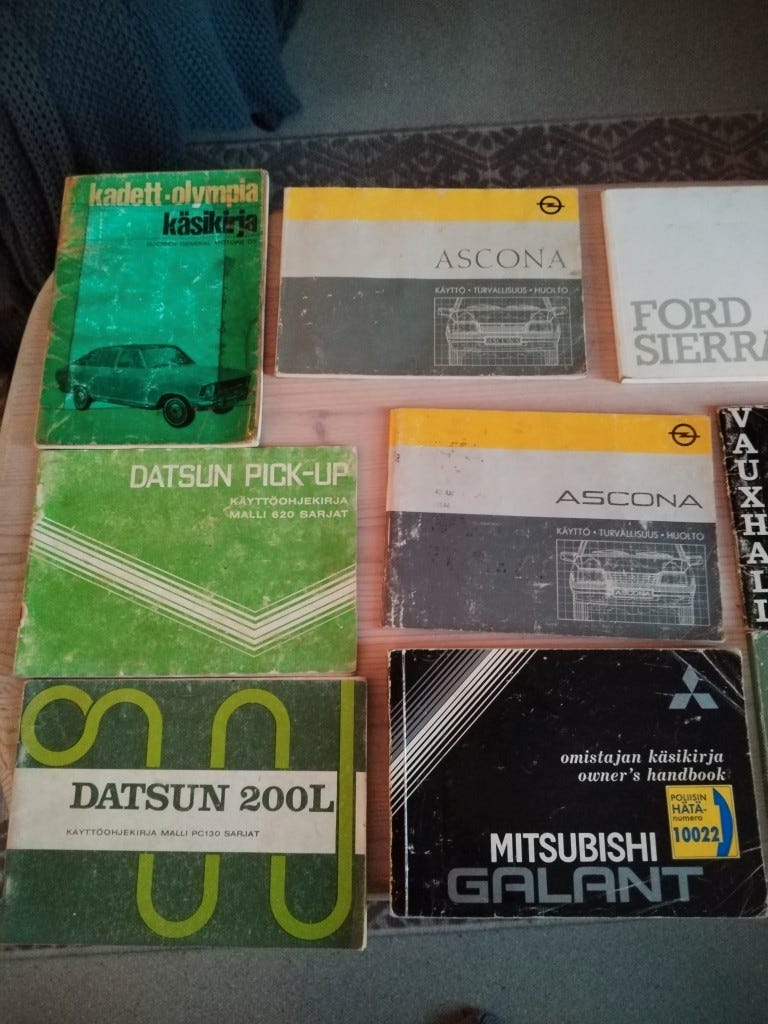 kadett-olympia
käsikirja
ASCONA
KÄYTTÖ • TURVALLISUUS • HUOLTO
FORD
SIERRA
DATSUN PICK-UP
KÄYTTÖOHJEKIRJA
MALLI 620 SARJAT
ASCONA
KÄYTTÖ • TURVALLISUUS • HUOLTO
ASCONA
VAUXHALL
DATSUN 200L
KÄYTTÖOHJEKIRJA MALLI PC130 SARJAT
omistajan käsikirja
owner's handbook
POLIISIN
HÄTÄ-
numero
10022
MITSUBISHI
GALANT